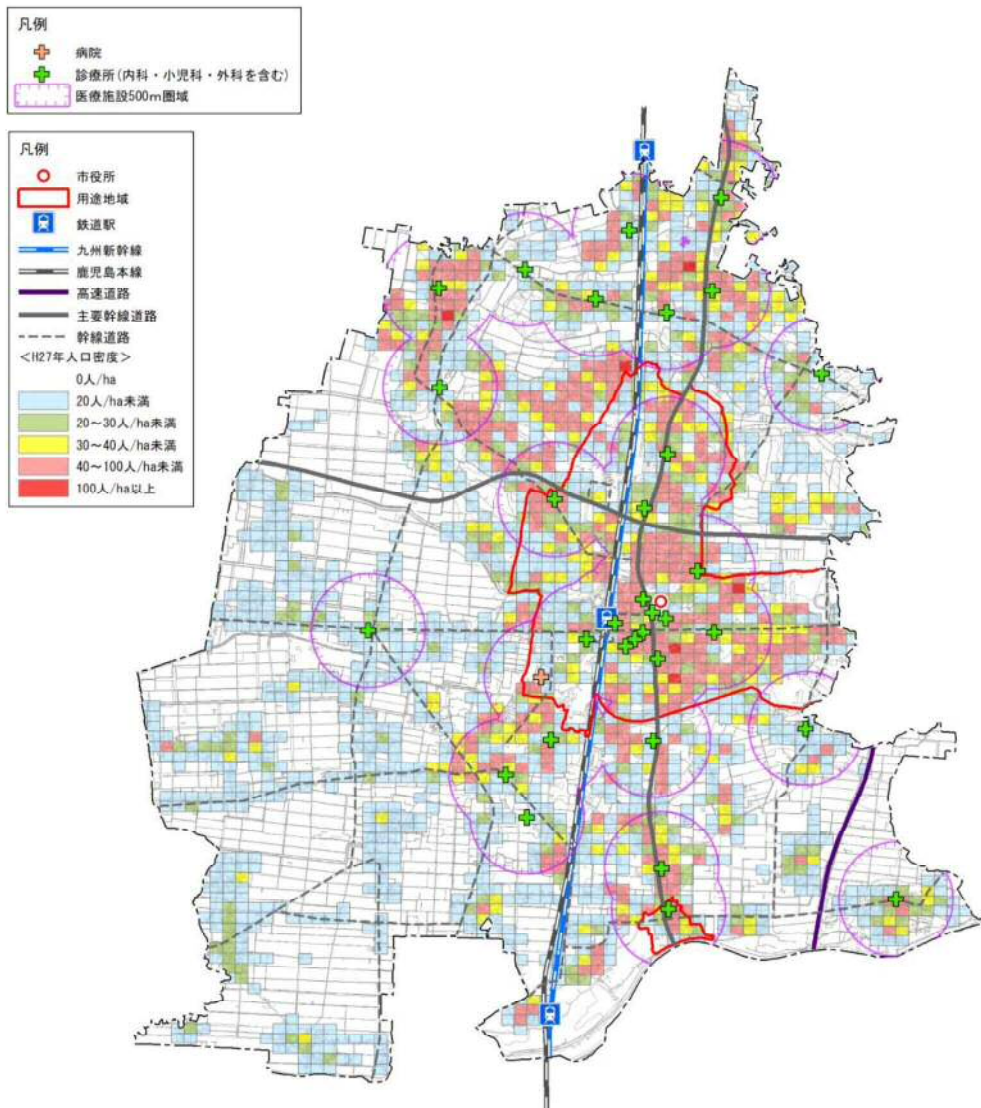 凡例
病院
診療所(内科・小児科・外科を含む)
医療施設500m圏域
凡例
市役所
用途地域
鉄道駅
九州新幹線
鹿児島本線
高速道路
主要幹線道路
幹線道路
<H27年人口密度>
0人/ha
20人/ha未満
20~30人/ha未満
30~40人/ha未満
40~100人/ha未満
100人/ha以上